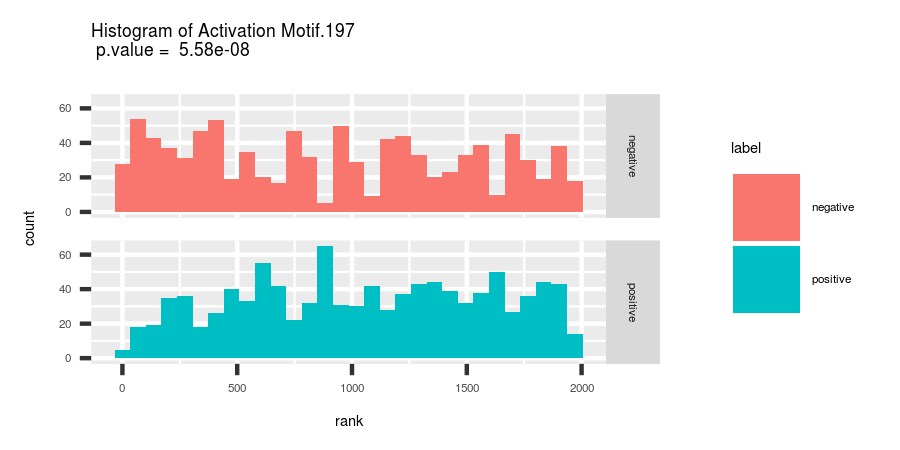 Histogram of Activation Motif.197
p.value = 5.58e-08
count
60
40
20
0
negative
60
40
20
0
positive
0 500 1000 1500 2000
rank
label
negative
positive